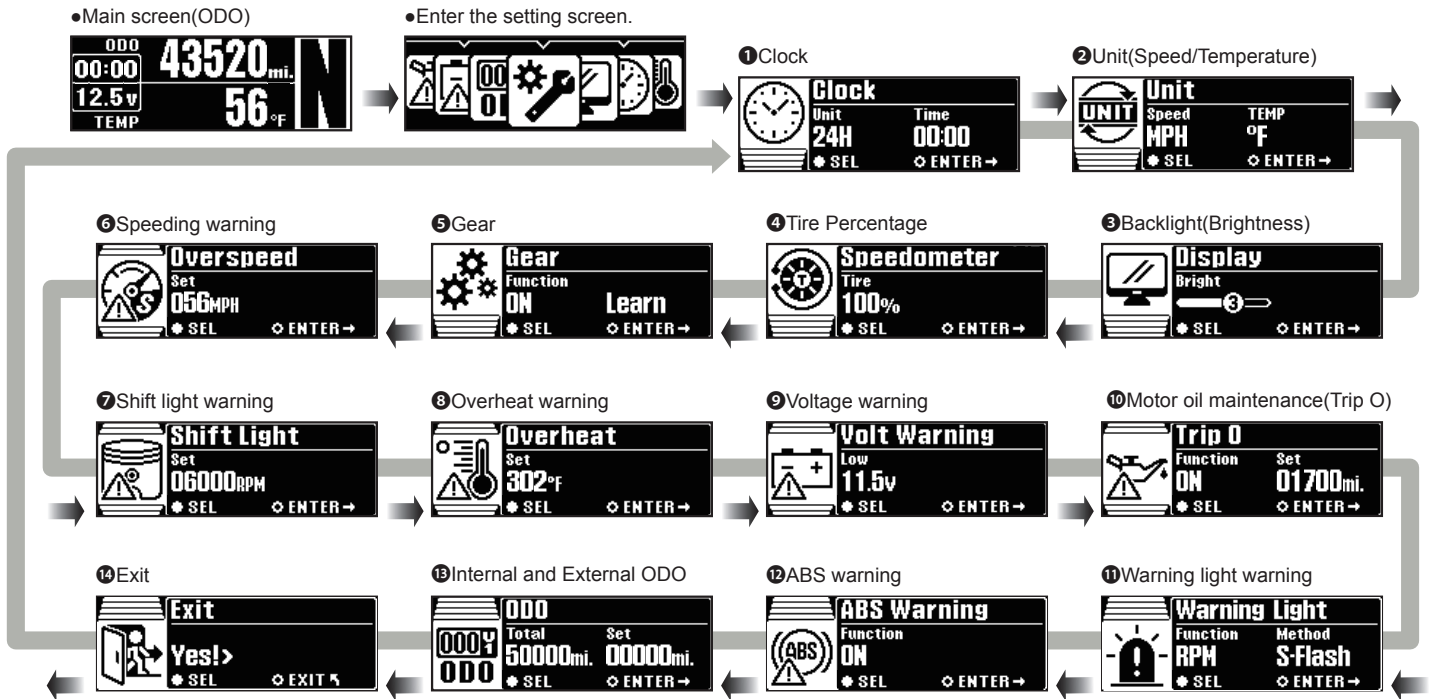 ●Main screen(ODO)
ODO
00:00
43520mi.
N
12.5v
56°F
TEMP
●Enter the setting screen.
❶Clock
Clock
Unit Time
24H 00:00
SEL ENTER→
❷Unit(Speed/Temperature)
UNIT
Unit
Speed TEMP
MPH °F
SEL ENTER→
❸Backlight(Brightness)
Display
Bright
3
SEL ENTER→
❹Tire Percentage
T
Speedometer
Tire
100%
SEL ENTER→
❺Gear
Gear
Function
ON Learn
SEL ENTER→
❻Speeding warning
S
Overspeed
Set
056MPH
SEL ENTER→
❼Shift light warning
Shift Light
Set
06000RPM
SEL ENTER→
❽Overheat warning
Overheat
Set
302°F
SEL ENTER→
❾Voltage warning
Volt Warning
Low
11.5v
SEL ENTER→
❿Motor oil maintenance(Trip O)
Trip O
Function Set
ON 01700mi.
SEL ENTER→
⓫Warning light warning
Warning Light
Function Method
RPM S-Flash
SEL ENTER→
⓬ABS warning
ABS
ABS Warning
Function
ON
SEL ENTER→
⓭Internal and External ODO
ODO
ODO
Total Set
50000mi. 00000mi.
SEL ENTER→
⓮Exit
Exit
Yes!>
SEL EXIT↖